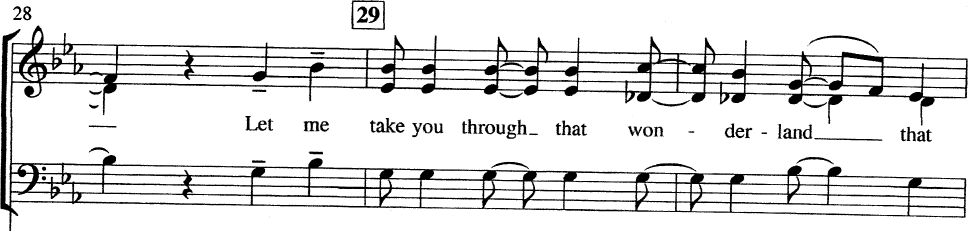 28 29
Let me take you through that won - der - land that